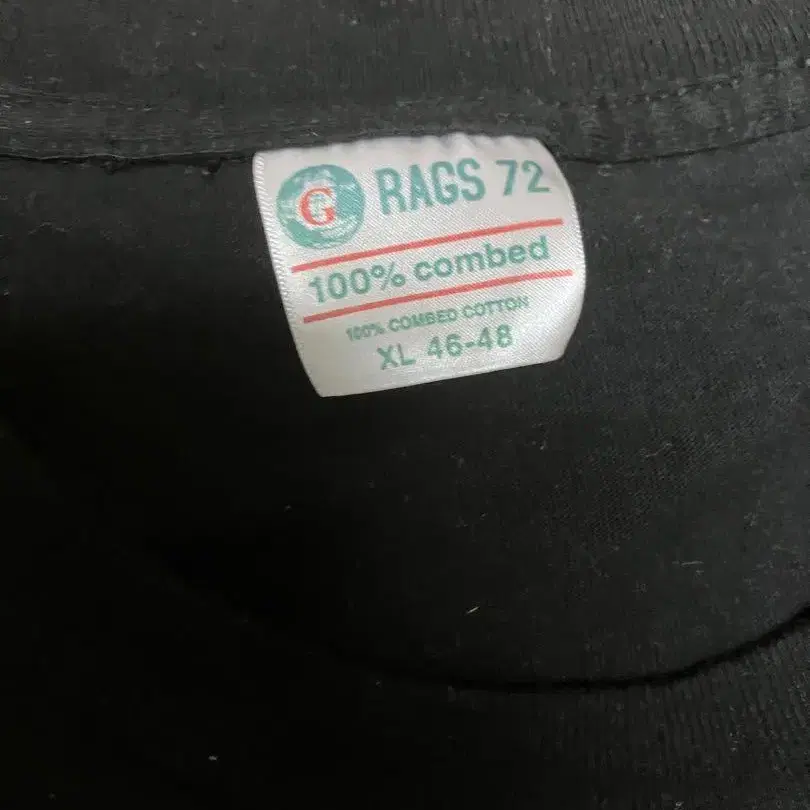 G RAGS 72
100% combed
100% COMBED COTTON
XL 46-48